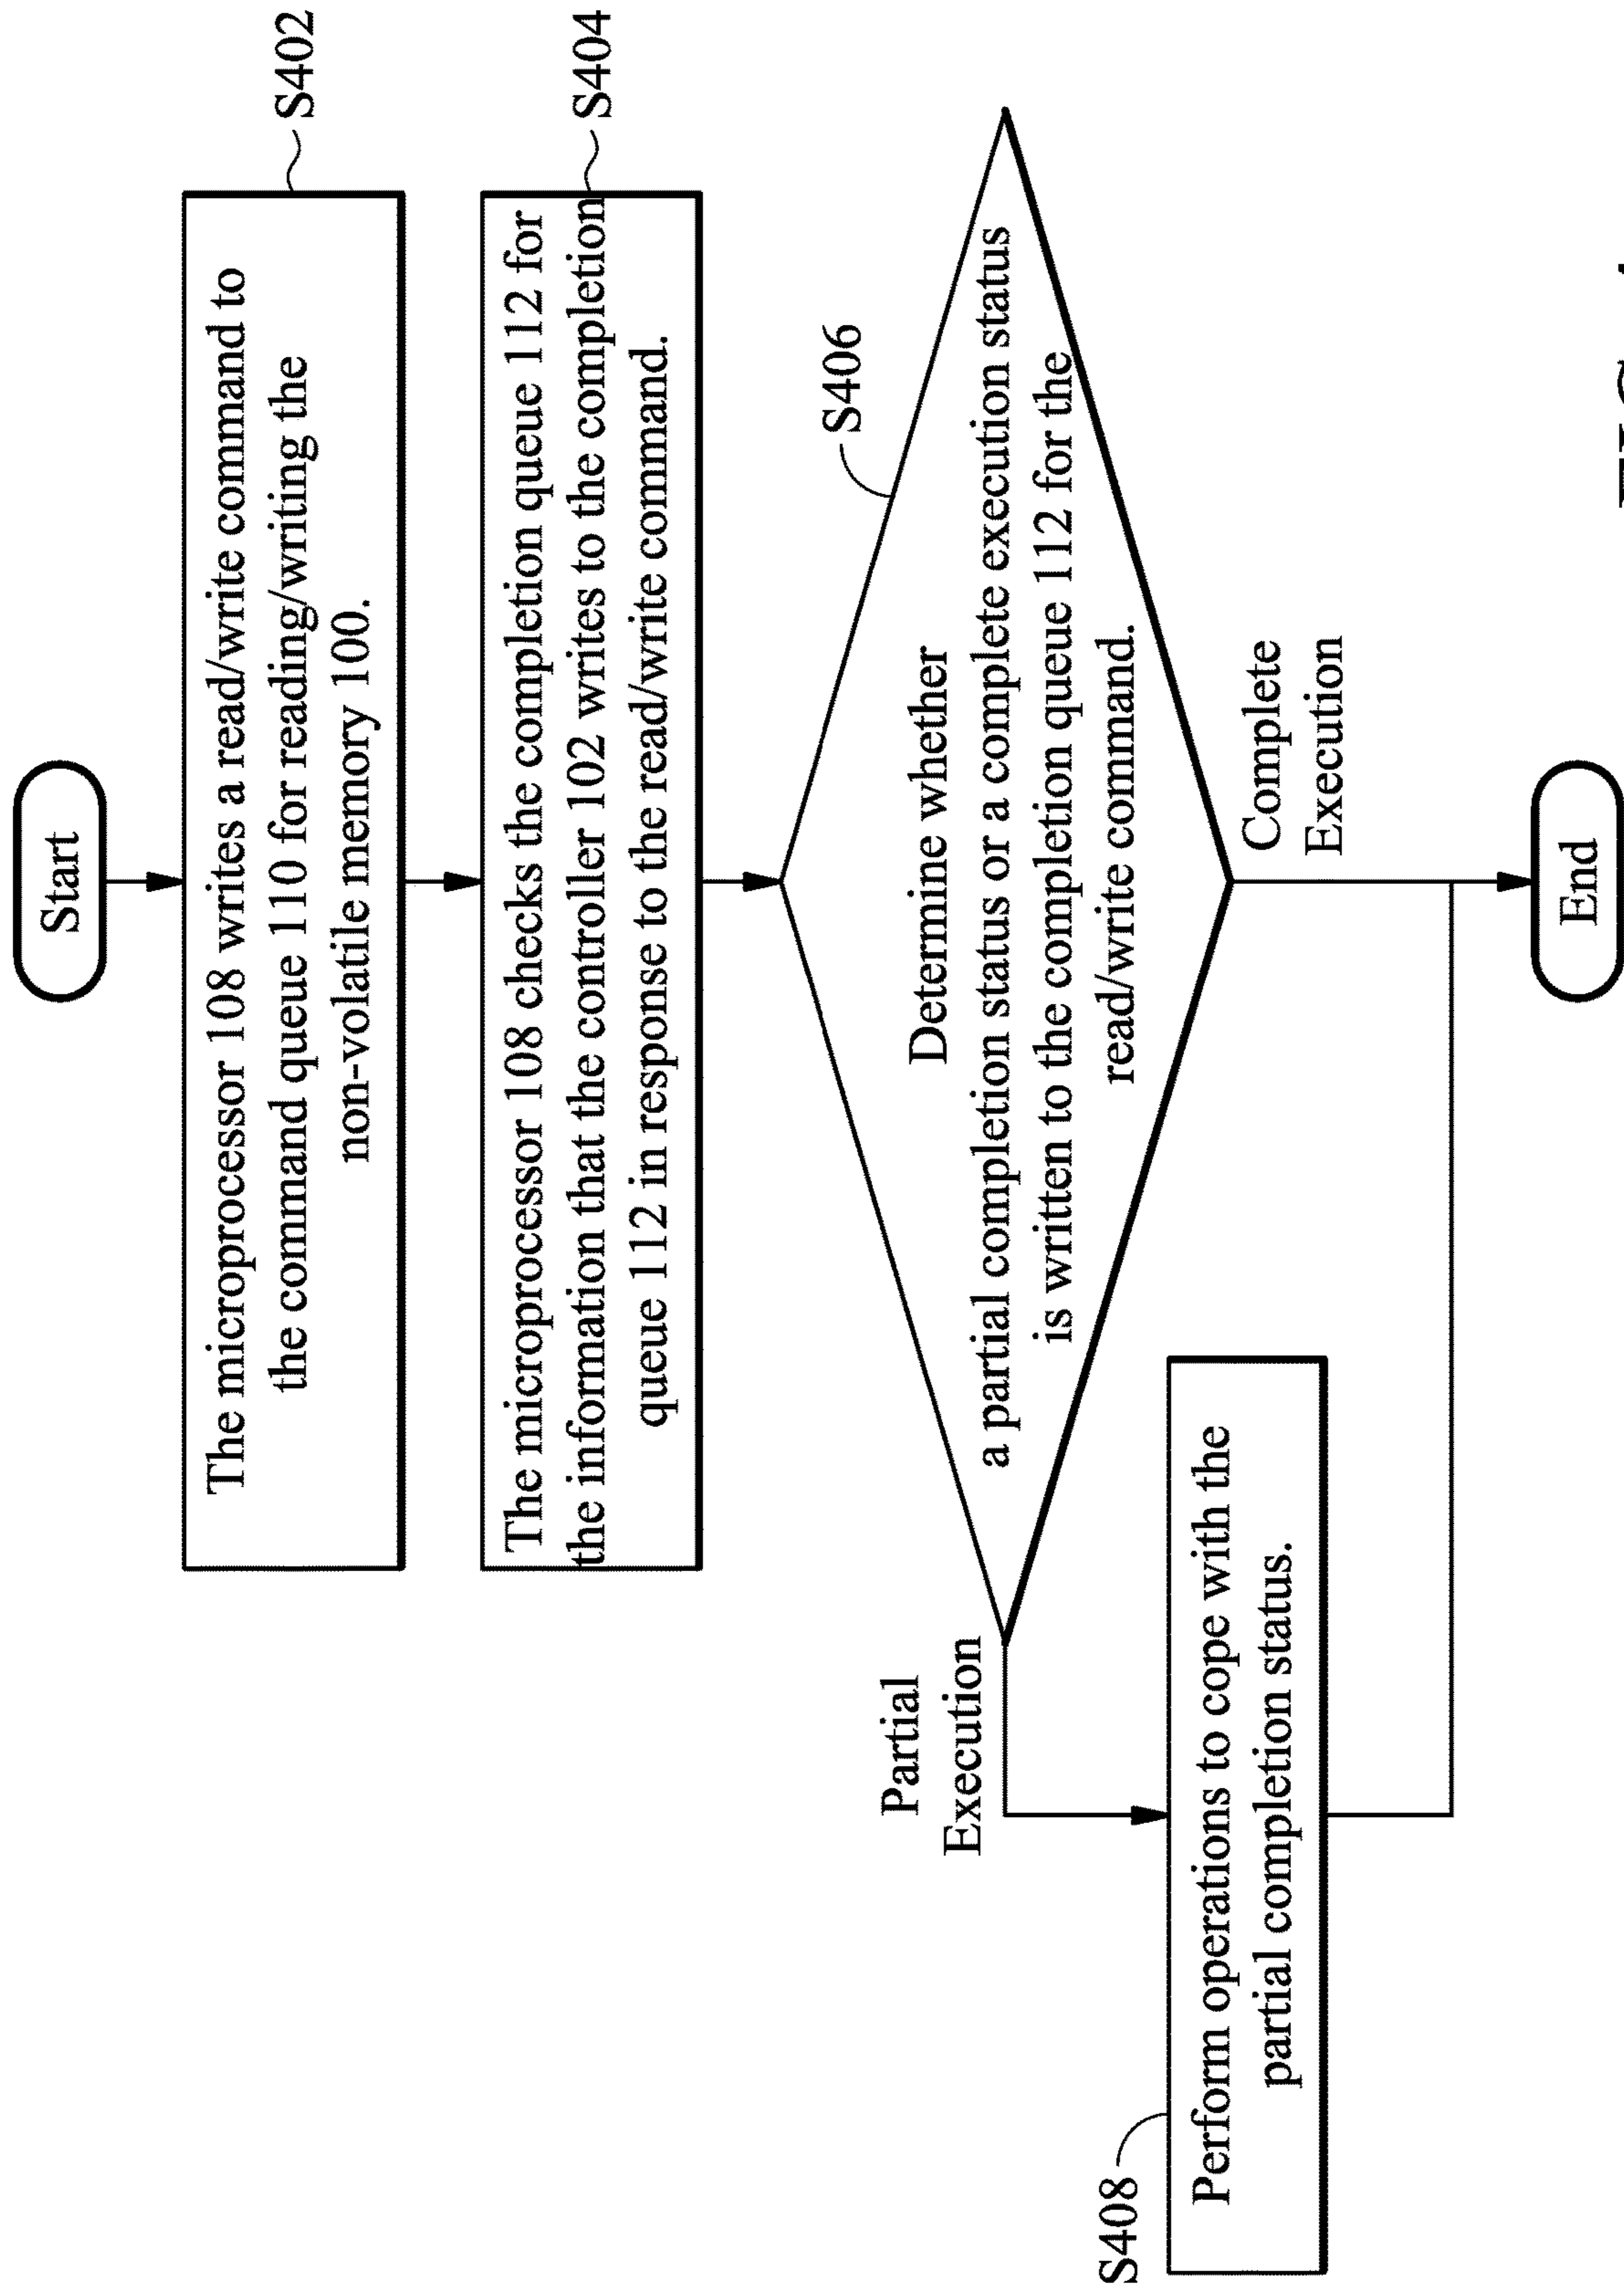 Start
The microprocessor 108 writes a read/write command to
the command queue 110 for reading/writing the
non-volatile memory 100.
S402
The microprocessor 108 checks the completion queue 112 for
the information that the controller 102 writes to the completion
queue 112 in response to the read/write command.
S404
Determine whether
a partial completion status or a complete execution status
is written to the completion queue 112 for the
read/write command.
S406
Partial
Execution
Complete
Execution
S408
Perform operations to cope with the
partial completion status.
End